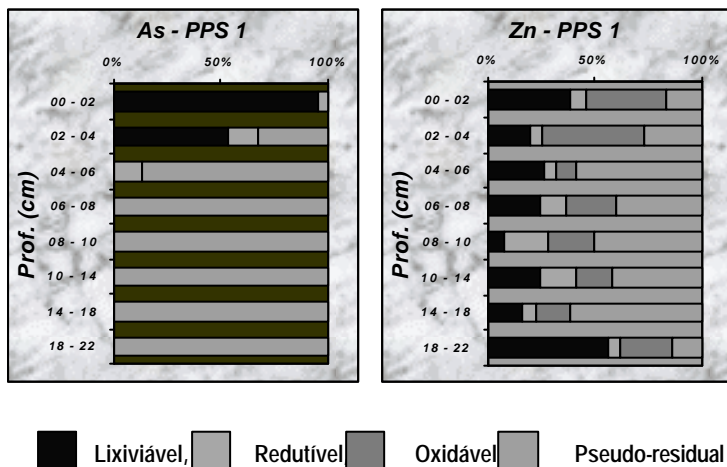 As - PPS 1
0% 50% 100%
Prof. (cm)
00 - 02
02 - 04
04 - 06
06 - 08
08 - 10
10 - 14
14 - 18
18 - 22
Zn - PPS 1
0% 50% 100%
Prof. (cm)
00 - 02
02 - 04
04 - 06
06 - 08
08 - 10
10 - 14
14 - 18
18 - 22
Lixiviável, Redutível Oxidável Pseudo-residual